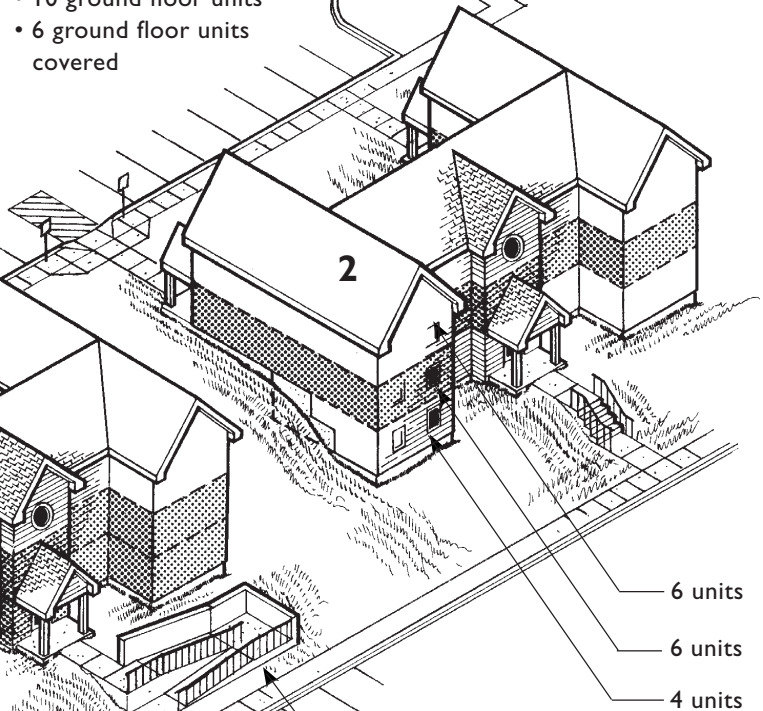 • 10 ground floor units
• 6 ground floor units
covered
2
6 units
6 units
4 units